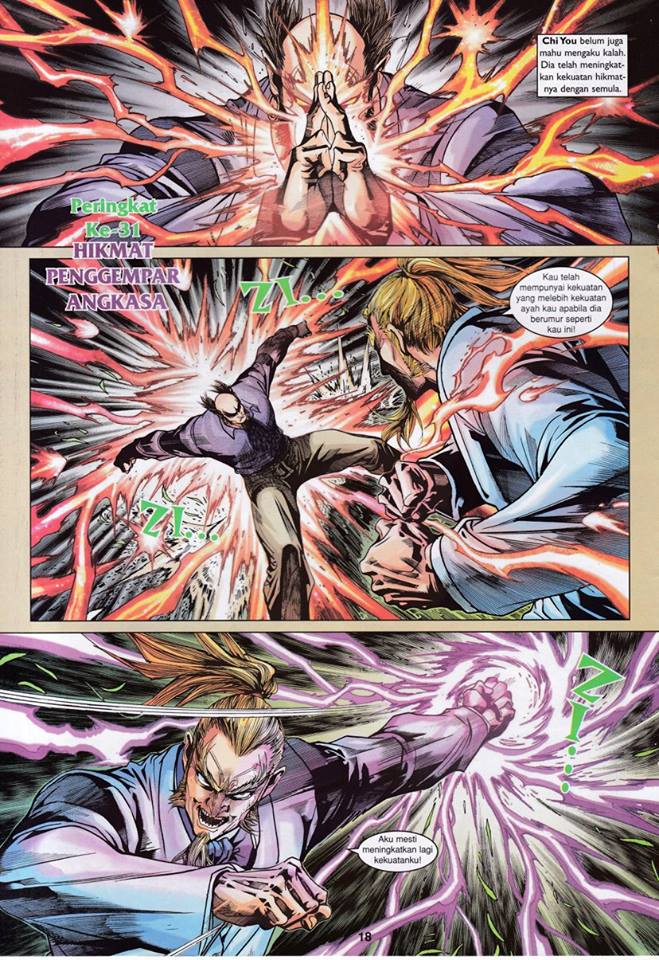 Chi You belum juga
mahu mengaku kalah.
Dia telah meningkat-
kan kekuatan hikmat-
nya dengan semula.
Peringkat
Ke-31
HIKMAT
PENGGEMPAR
ANGKASA
ZI...
Kau telah
mempunyai kekuatan
yang melebih kekuatan
ayah kau apabila dia
berumur seperti
kau ini!
ZI...
ZI...
Aku mesti
meningkatkan lagi
kekuatanku!
18